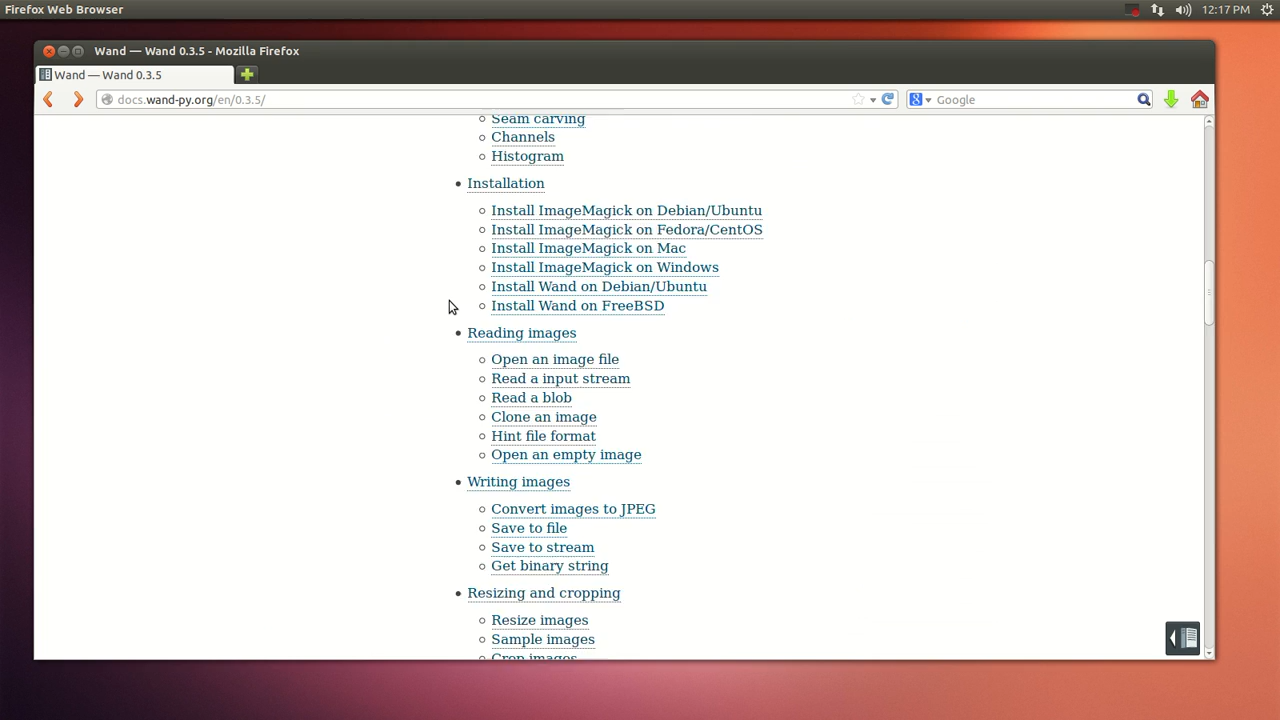 Firefox Web Browser
12:17 PM
Wand — Wand 0.3.5 - Mozilla Firefox
Wand — Wand 0.3.5
docs.wand-py.org/en/0.3.5/
Google
Seam carving
Channels
Histogram
Installation
Install ImageMagick on Debian/Ubuntu
Install ImageMagick on Fedora/CentOS
Install ImageMagick on Mac
Install ImageMagick on Windows
Install Wand on Debian/Ubuntu
Install Wand on FreeBSD
Reading images
Open an image file
Read a input stream
Read a blob
Clone an image
Hint file format
Open an empty image
Writing images
Convert images to JPEG
Save to file
Save to stream
Get binary string
Resizing and cropping
Resize images
Sample images
Crop images